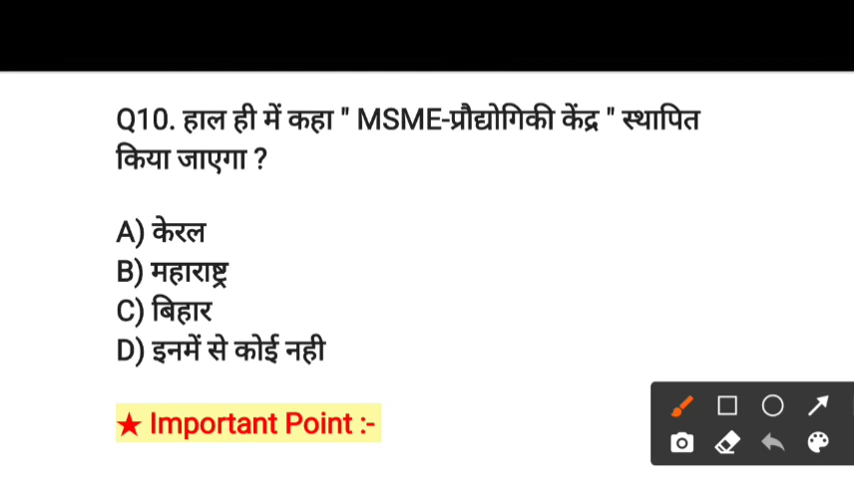 Q10. हाल ही में कहा " MSME-प्रौद्योगिकी केंद्र " स्थापित
किया जाएगा ?
A) केरल
B) महाराष्ट्र
C) बिहार
D) इनमें से कोई नही
★ Important Point :-